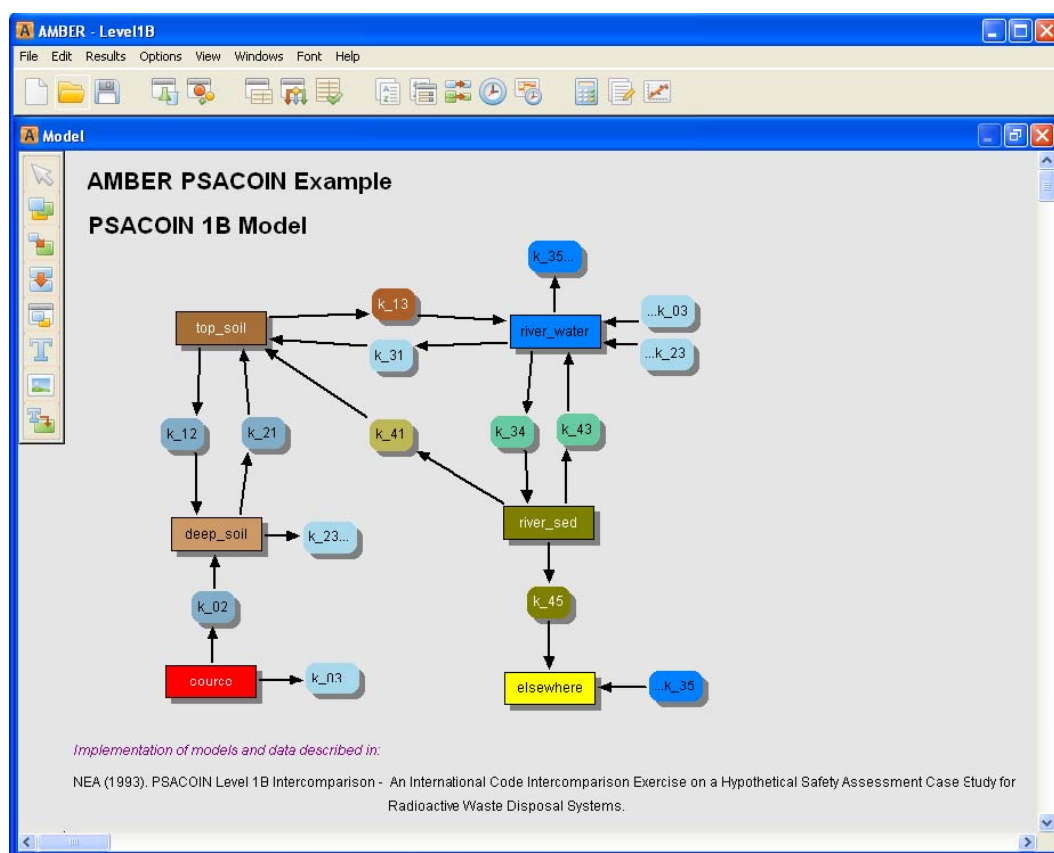 AMBER - Level1B
File Edit Results Options View Windows Font Help
Model
AMBER PSACOIN Example
PSACOIN 1B Model
k_35...
k_13
...k_03
top_soil
river_water
k_31
...k_23
k_12
k_21
k_41
k_34
k_43
deep_soil
k_23...
river_sed
k_02
k_45
source
k_03
elsewhere
...k_35
Implementation of models and data described in:
NEA (1993). PSACOIN Level 1B Intercomparison - An International Code Intercomparison Exercise on a Hypothetical Safety Assessment Case Study for
Radioactive Waste Disposal Systems.